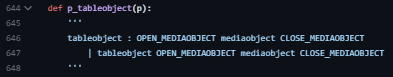 644 def p_tableobject(p):
645 '''
646 tableobject : OPEN_MEDIAOBJECT mediaobject CLOSE_MEDIAOBJECT
647 | tableobject OPEN_MEDIAOBJECT mediaobject CLOSE_MEDIAOBJECT
648 '''